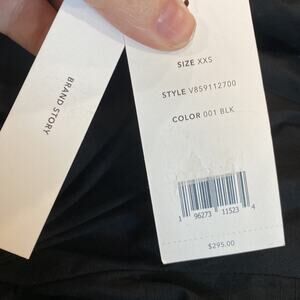 BRAND STORY
SIZE XXS
STYLE V859112700
COLOR 001 BLK
1 96273 11523 4
$295.00